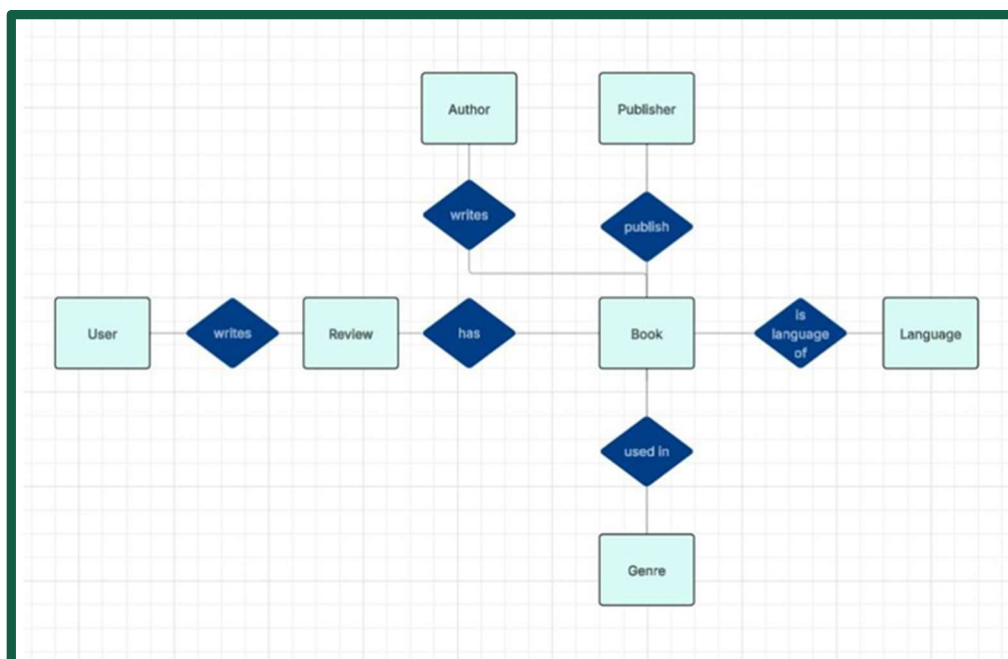 Author
Publisher
writes
publish
User
writes
Review
has
Book
is
language
of
Language
used in
Genre